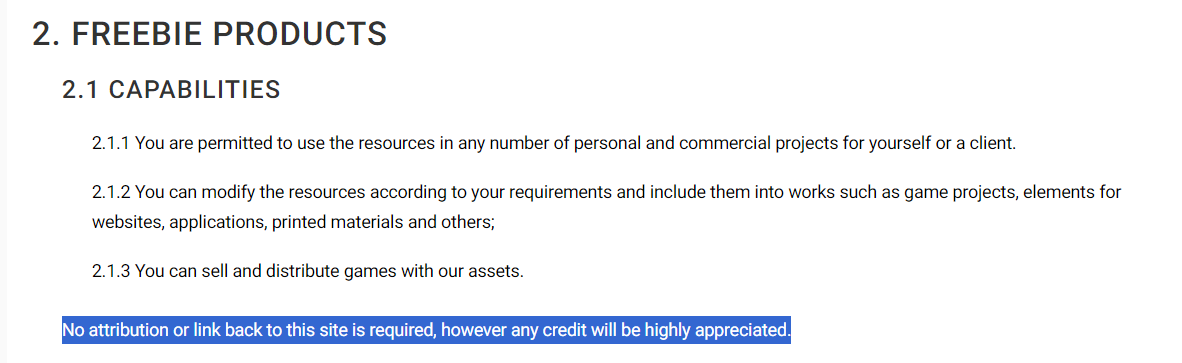 2. FREEBIE PRODUCTS
2.1 CAPABILITIES
2.1.1 You are permitted to use the resources in any number of personal and commercial projects for yourself or a client.
2.1.2 You can modify the resources according to your requirements and include them into works such as game projects, elements for
websites, applications, printed materials and others;
2.1.3 You can sell and distribute games with our assets.
No attribution or link back to this site is required, however any credit will be highly appreciated.